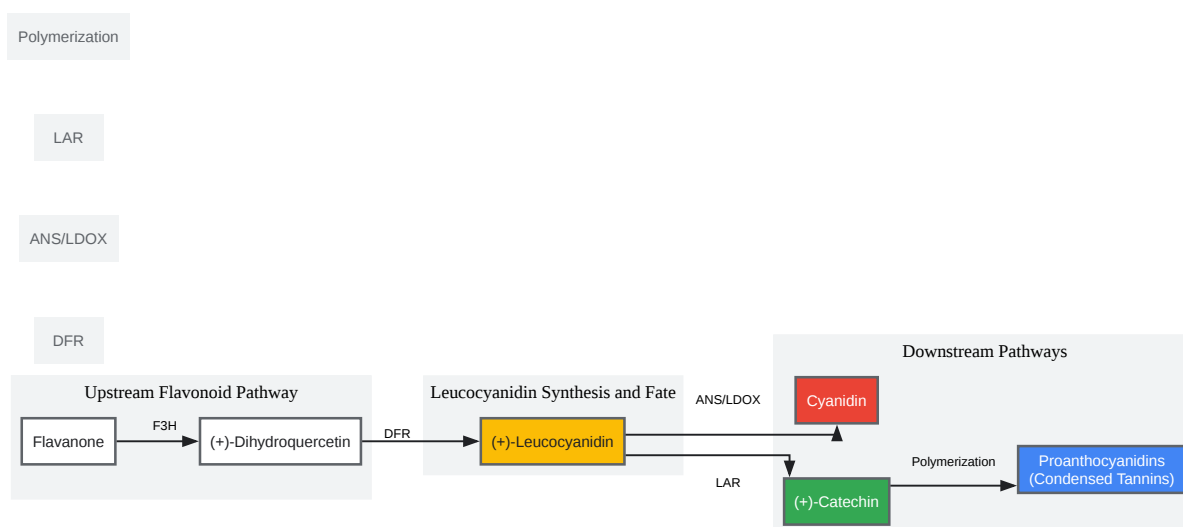 Polymerization
LAR
ANS/LDOX
DFR
Upstream Flavonoid Pathway
Flavanone
F3H
(+)-Dihydroquercetin
DFR
Leucocyanidin Synthesis and Fate
(+)-Leucocyanidin
ANS/LDOX
LAR
Downstream Pathways
Cyanidin
(+)-Catechin
Polymerization
Proanthocyanidins
(Condensed Tannins)